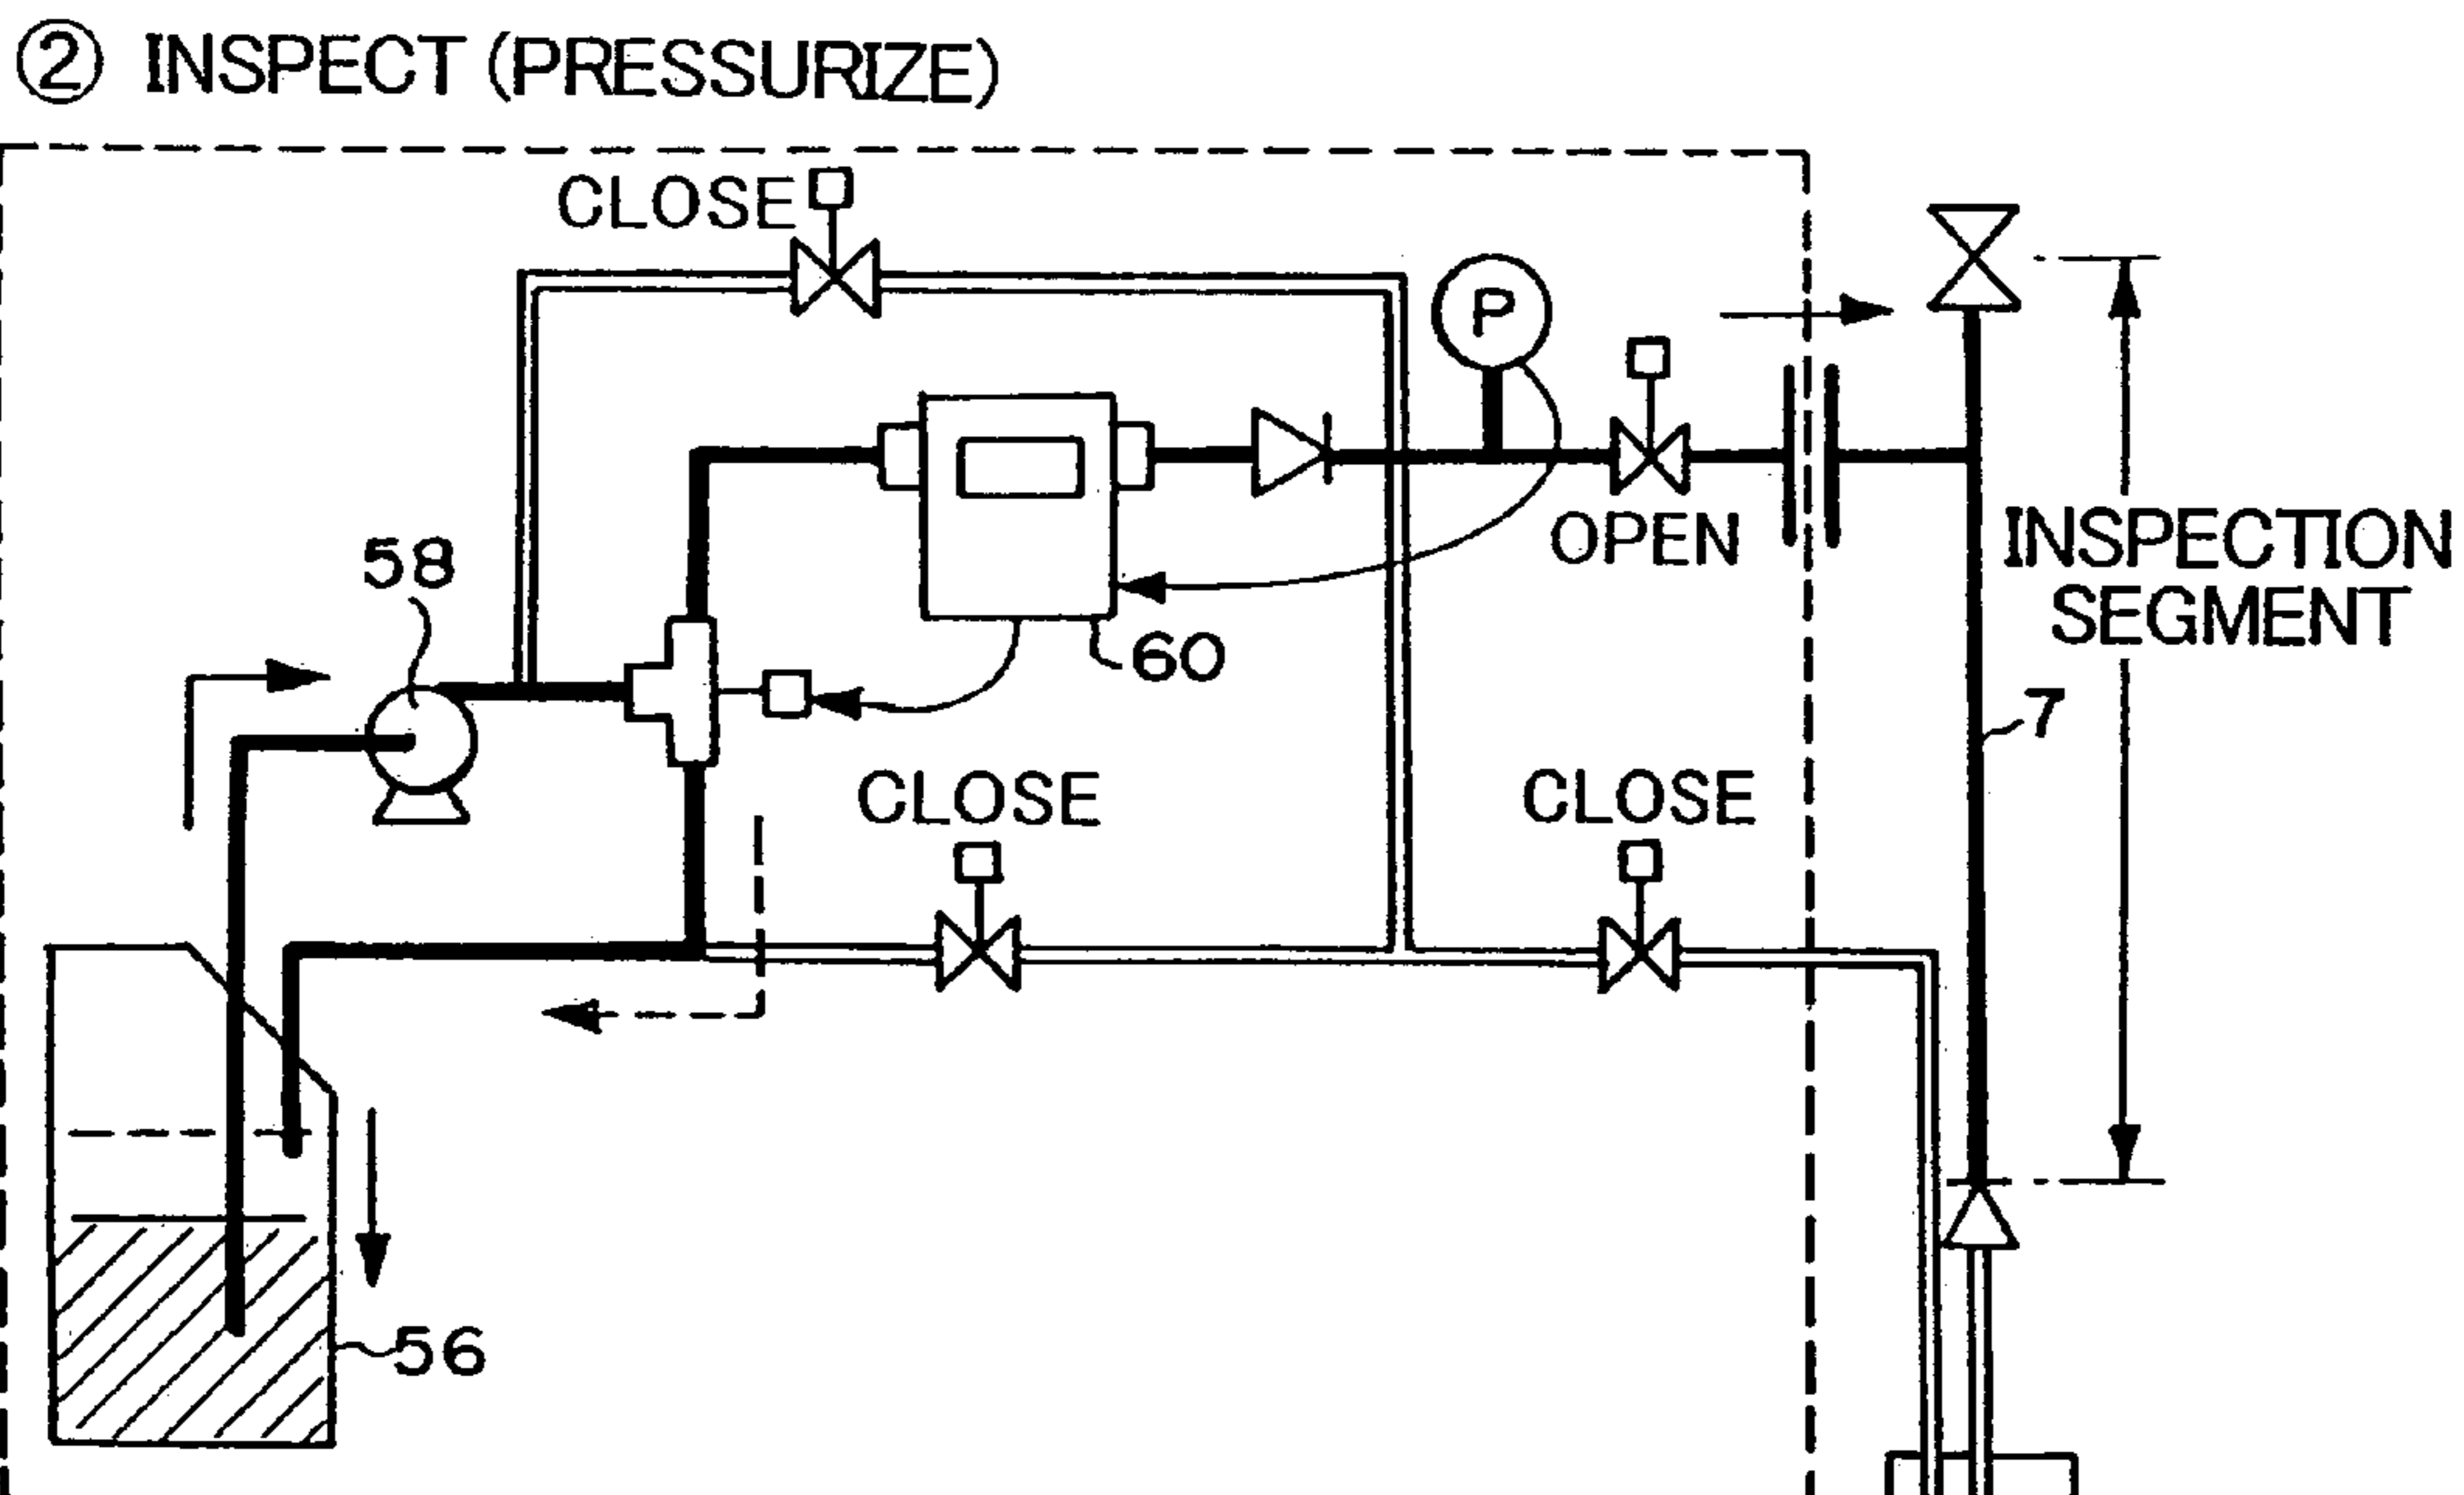 ② INSPECT (PRESSURIZE)
CLOSE
P
OPEN
INSPECTION
SEGMENT
58
60
7
CLOSE
CLOSE
56